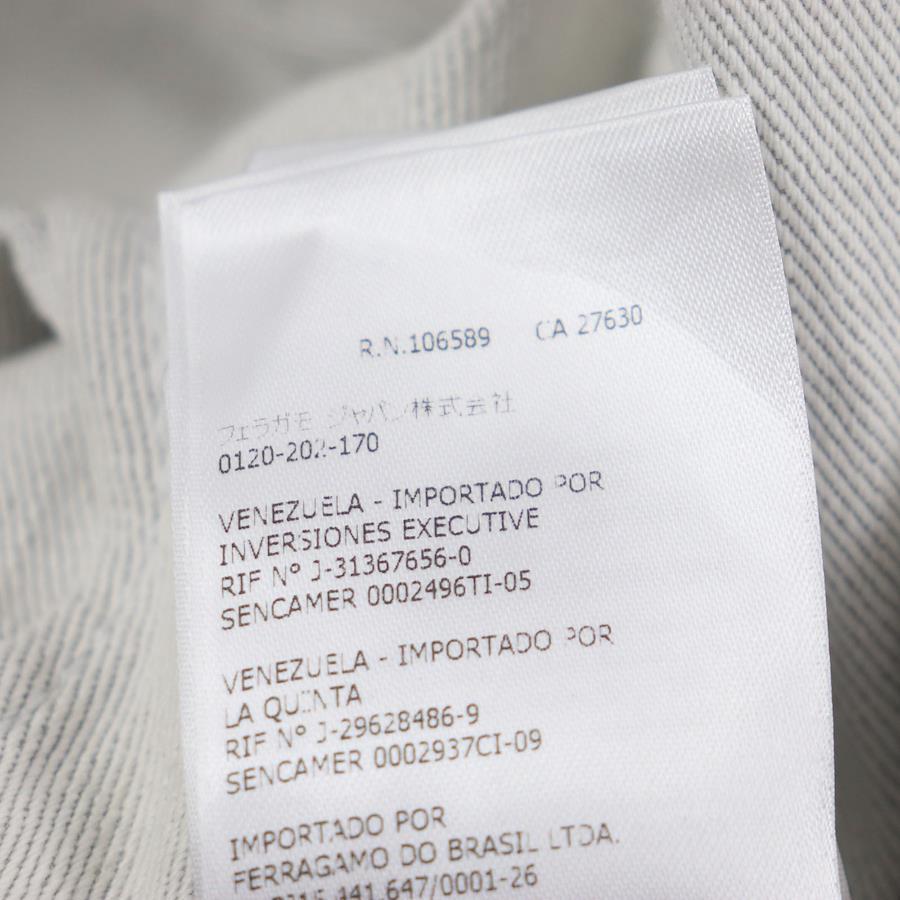 R.N.106589 CA 27630
フェラガモ ジャパン株式会社
0120-202-170
VENEZUELA - IMPORTADO POR
INVERSIONES EXECUTIVE
RIF Nº J-31367656-0
SENCAMER 0002496TI-05
VENEZUELA - IMPORTADO POR
LA QUINTA
RIF Nº J-29628486-9
SENCAMER 0002937CI-09
IMPORTADO POR
FERRAGAMO DO BRASIL LTDA.